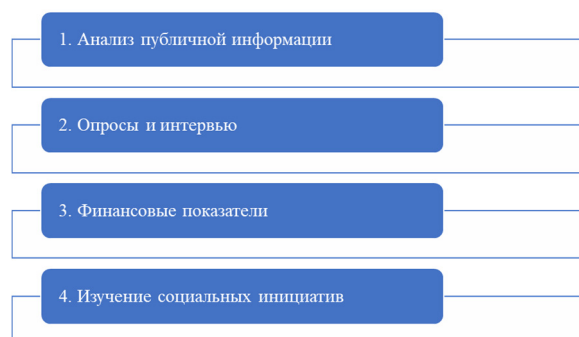 1. Анализ публичной информации
2. Опросы и интервью
3. Финансовые показатели
4. Изучение социальных инициатив